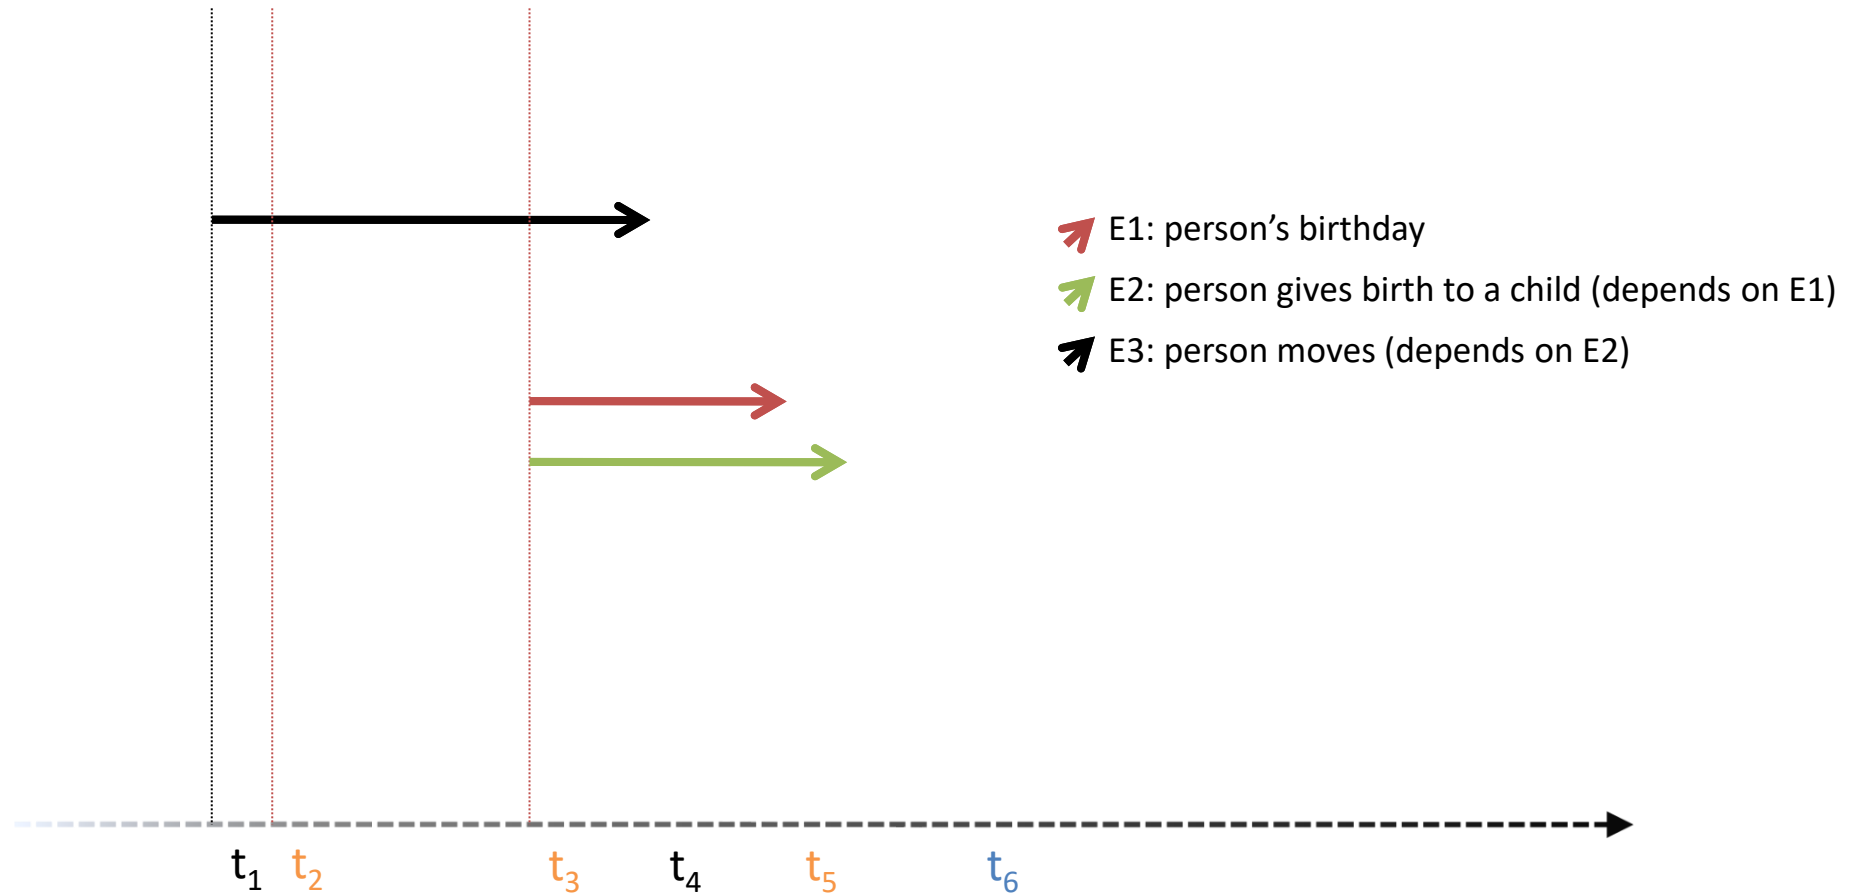 E1: person’s birthday
E2: person gives birth to a child (depends on E1)
E3: person moves (depends on E2)
t₁ t₂ t₃ t₄ t₅ t₆